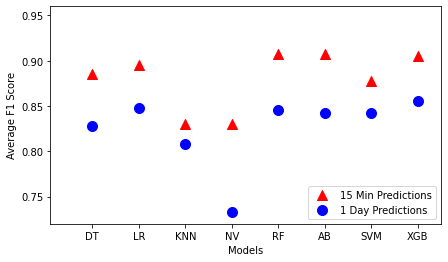 0.95
0.90
0.85
0.80
0.75
Average F1 Score
DT LR KNN NV RF AB SVM XGB
Models
15 Min Predictions
1 Day Predictions